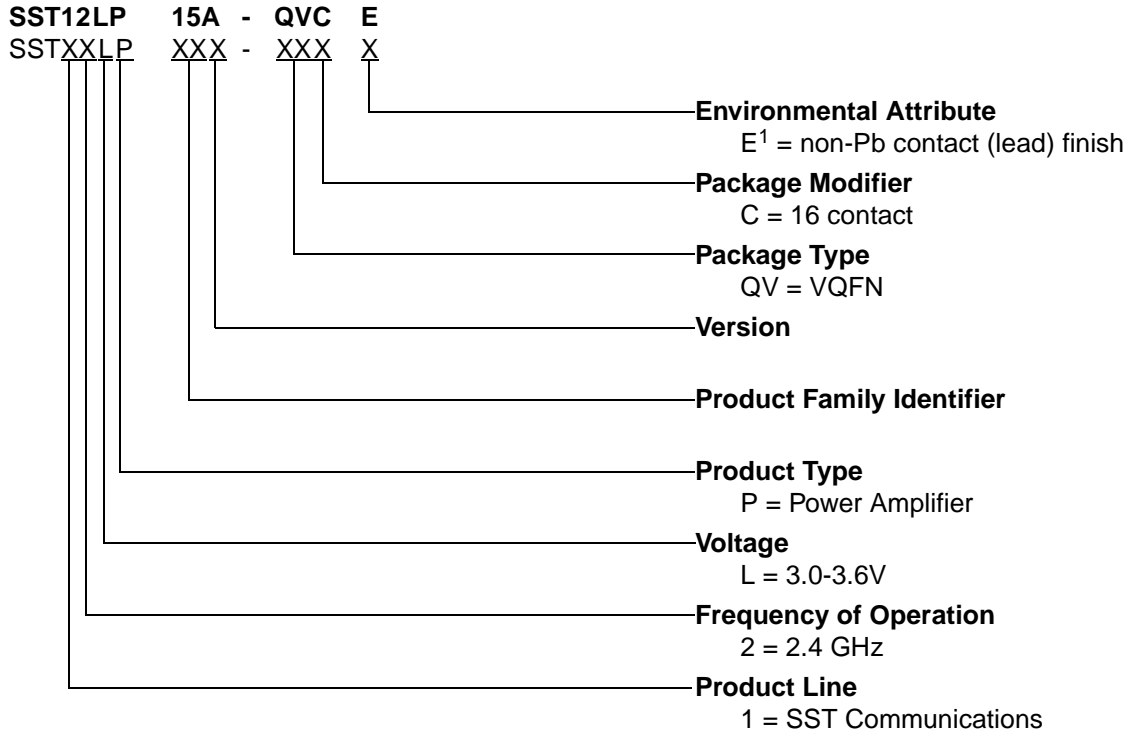 SST12LP 15A - QVC E
SSTXXLP XXX - XXX X
Environmental Attribute
E1 = non-Pb contact (lead) finish
Package Modifier
C = 16 contact
Package Type
QV = VQFN
Version
Product Family Identifier
Product Type
P = Power Amplifier
Voltage
L = 3.0-3.6V
Frequency of Operation
2 = 2.4 GHz
Product Line
1 = SST Communications